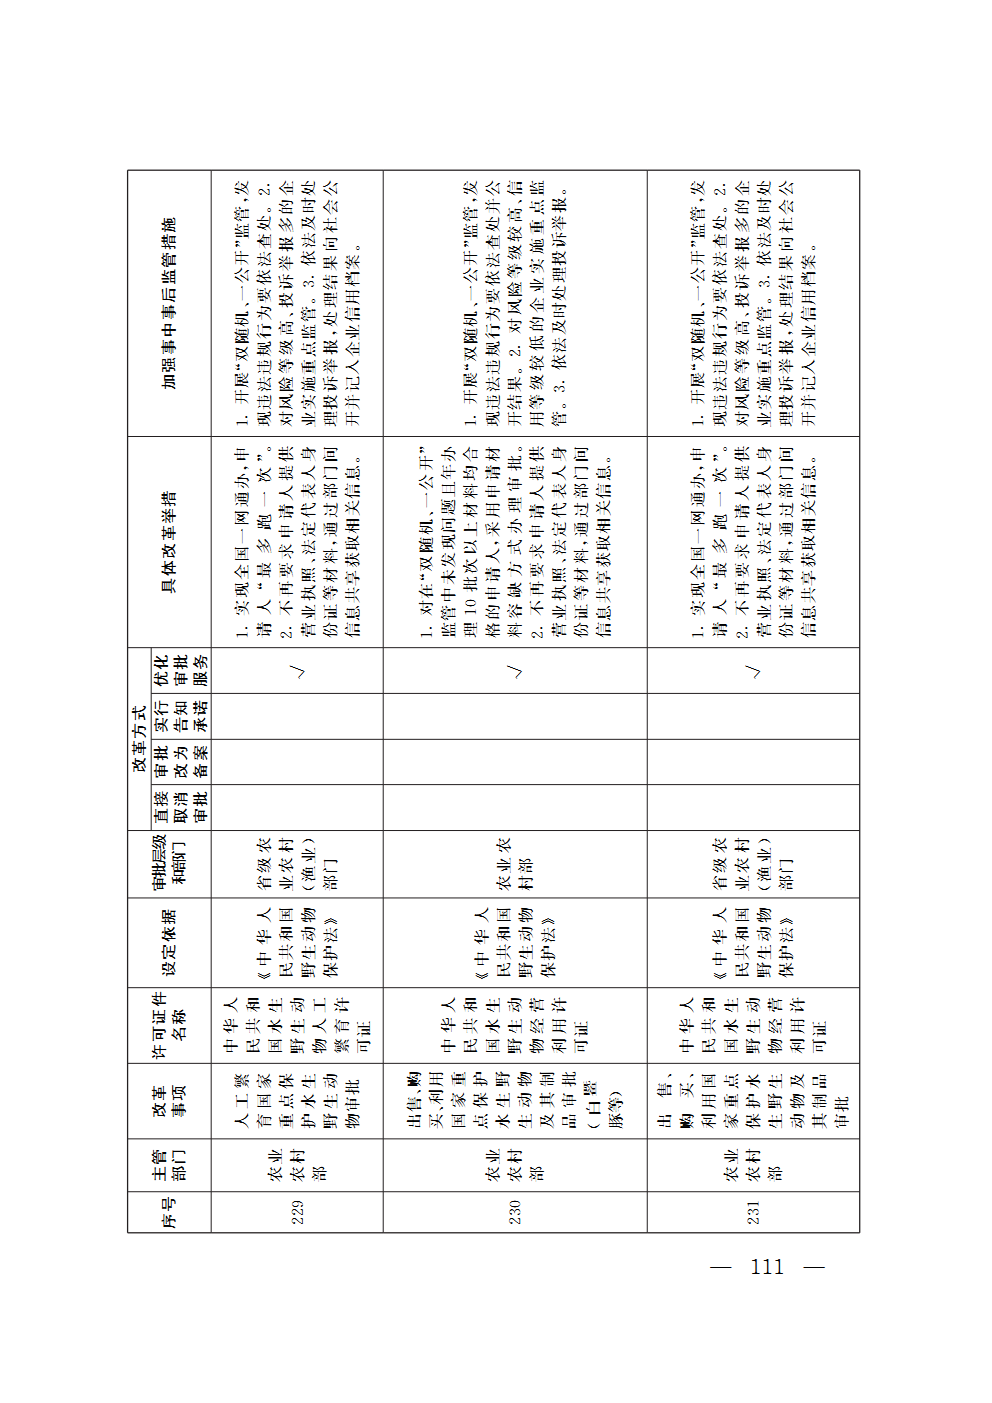 序号
主管
部门
改革
事项
许可证件
名称
设定依据
审批层级
和部门
改革方式
直接
取消
审批
审批
改为
备案
实行
告知
承诺
优化
审批
服务
具体改革举措
加强事中事后监管措施
229
农业
农村
部
人工繁
育国家
重点保
护水生
野生动
物审批
中华人
民共和
国水生
野生动
物人工
繁育许
可证
《中华人
民共和国
野生动物
保护法》
省级农
业农村
（渔业）
部门
√
1. 实现全国一网通办,申
请人“最多跑一次”。
2. 不再要求申请人提供
营业执照、法定代表人身
份证等材料,通过部门间
信息共享获取相关信息。
1. 开展“双随机、一公开”监管,发
现违法违规行为要依法查处。2.
对风险等级高、投诉举报多的企
业实施重点监管。3. 依法及时处
理投诉举报,处理结果向社会公
开并记入企业信用档案。
230
农业
农村
部
出售、购
买、利用
国家重
点保护
水生野
生动物
及其制
品审批
（白暨
豚等）
中华人
民共和
国水生
野生动
物经营
利用许
可证
《中华人
民共和国
野生动物
保护法》
农业农
村部
√
1. 对在“双随机、一公开”
监管中未发现问题且年办
理10批次以上材料均合
格的申请人,采用申请材
料容缺方式办理审批。
2. 不再要求申请人提供
营业执照、法定代表人身
份证等材料,通过部门间
信息共享获取相关信息。
1. 开展“双随机、一公开”监管,发
现违法违规行为要依法查处并公
开结果。2. 对风险等级较高、信
用等级较低的企业实施重点监
管。3. 依法及时处理投诉举报。
231
农业
农村
部
出售、
购买、
利用国
家重点
保护水
生野生
动物及
其制品
审批
中华人
民共和
国水生
野生动
物经营
利用许
可证
《中华人
民共和国
野生动物
保护法》
省级农
业农村
（渔业）
部门
√
1. 实现全国一网通办,申
请人“最多跑一次”。
2. 不再要求申请人提供
营业执照、法定代表人身
份证等材料,通过部门间
信息共享获取相关信息。
1. 开展“双随机、一公开”监管,发
现违法违规行为要依法查处。2.
对风险等级高、投诉举报多的企
业实施重点监管。3. 依法及时处
理投诉举报,处理结果向社会公
开并记入企业信用档案。
— 111 —